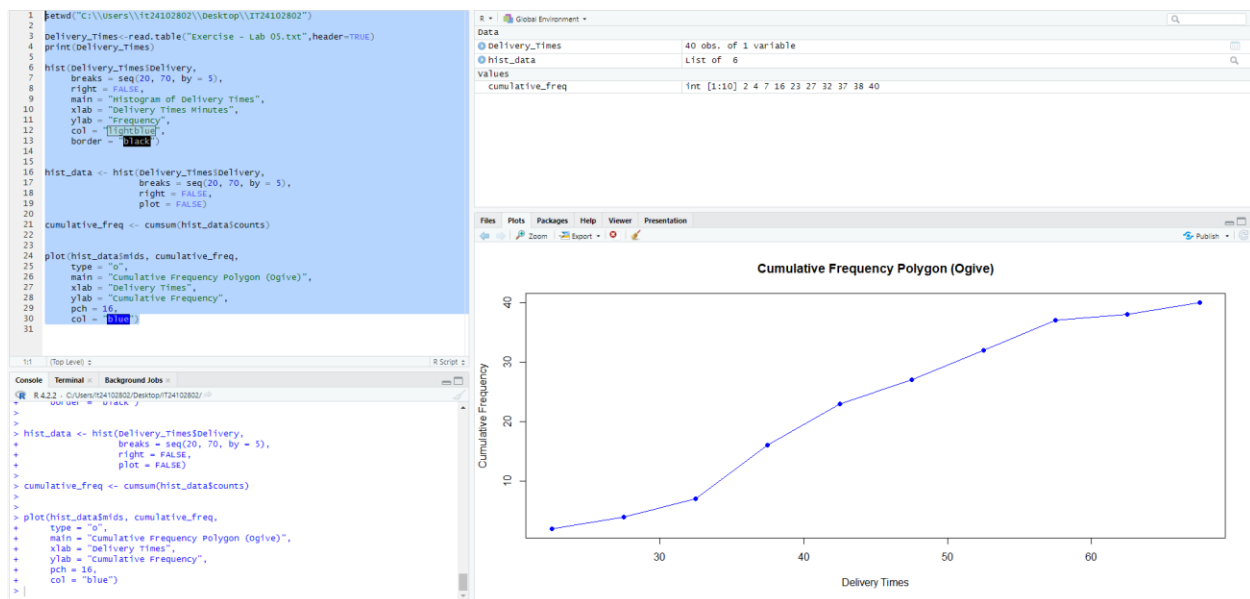 1 setwd("C:\\Users\\it24102802\\Desktop\\IT24102802")
2
3 Delivery_Times<-read.table("Exercise - Lab 05.txt",header=TRUE)
4 print(Delivery_Times)
5
6 hist(Delivery_Times$Delivery,
7 breaks = seq(20, 70, by = 5),
8 right = FALSE,
9 main = "Histogram of Delivery Times",
10 xlab = "Delivery Times Minutes",
11 ylab = "Frequency",
12 col = "lightblue",
13 border = "black")
14
15
16 hist_data <- hist(Delivery_Times$Delivery,
17 breaks = seq(20, 70, by = 5),
18 right = FALSE,
19 plot = FALSE)
20
21 cumulative_freq <- cumsum(hist_data$counts)
22
23
24 plot(hist_data$mids, cumulative_freq,
25 type = "o",
26 main = "Cumulative Frequency Polygon (Ogive)",
27 xlab = "Delivery Times",
28 ylab = "Cumulative Frequency",
29 pch = 16,
30 col = "blue")
31
1:1 (Top Level) R Script
Console Terminal × Background Jobs ×
R 4.2.2 · C:/Users/it24102802/Desktop/IT24102802/
+ border = "black")
>
>
> hist_data <- hist(Delivery_Times$Delivery,
+ breaks = seq(20, 70, by = 5),
+ right = FALSE,
+ plot = FALSE)
>
> cumulative_freq <- cumsum(hist_data$counts)
>
>
> plot(hist_data$mids, cumulative_freq,
+ type = "o",
+ main = "Cumulative Frequency Polygon (Ogive)",
+ xlab = "Delivery Times",
+ ylab = "Cumulative Frequency",
+ pch = 16,
+ col = "blue")
>
R Global Environment
Data
Delivery_Times 40 obs. of 1 variable
hist_data List of 6
values
cumulative_freq int [1:10] 2 4 7 16 23 27 32 37 38 40
Files Plots Packages Help Viewer Presentation
Zoom Export Publish
Cumulative Frequency Polygon (Ogive)
Cumulative Frequency
40
30
20
10
30 40 50 60
Delivery Times